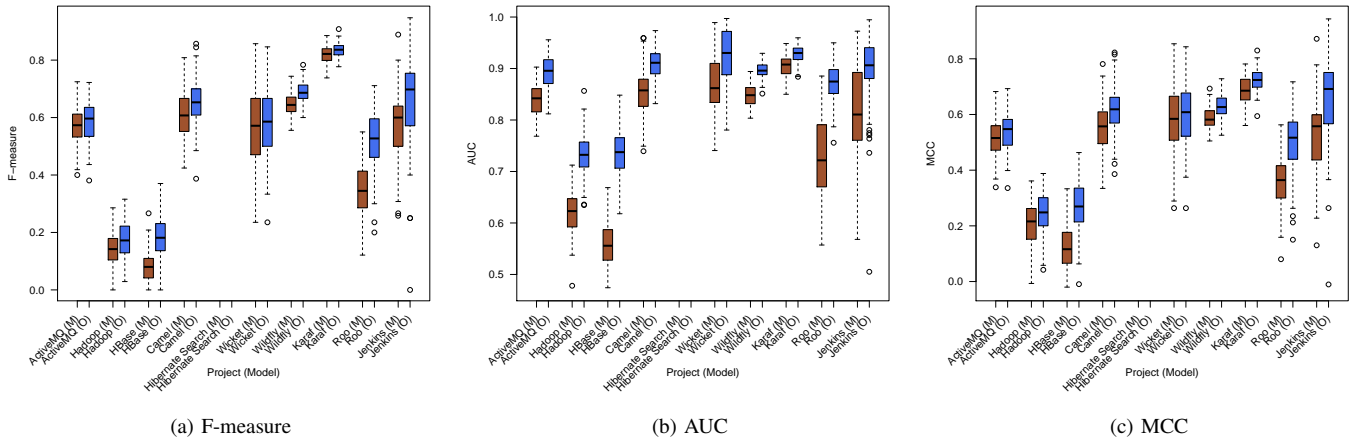 F-measure
0.8
0.6
0.4
0.2
0.0
ActiveMQ (M)
ActiveMQ (O)
Hadoop (M)
Hadoop (O)
HBase (M)
HBase (O)
Camel (M)
Camel (O)
Hibernate Search (M)
Hibernate Search (O)
Wicket (M)
Wicket (O)
Wildfly (M)
Wildfly (O)
Karaf (M)
Karaf (O)
Roo (M)
Roo (O)
Jenkins (M)
Jenkins (O)
Project (Model)
(a) F-measure
AUC
1.0
0.9
0.8
0.7
0.6
0.5
ActiveMQ (M)
ActiveMQ (O)
Hadoop (M)
Hadoop (O)
HBase (M)
HBase (O)
Camel (M)
Camel (O)
Hibernate Search (M)
Hibernate Search (O)
Wicket (M)
Wicket (O)
Wildfly (M)
Wildfly (O)
Karaf (M)
Karaf (O)
Roo (M)
Roo (O)
Jenkins (M)
Jenkins (O)
Project (Model)
(b) AUC
MCC
0.8
0.6
0.4
0.2
0.0
ActiveMQ (M)
ActiveMQ (O)
Hadoop (M)
Hadoop (O)
HBase (M)
HBase (O)
Camel (M)
Camel (O)
Hibernate Search (M)
Hibernate Search (O)
Wicket (M)
Wicket (O)
Wildfly (M)
Wildfly (O)
Karaf (M)
Karaf (O)
Roo (M)
Roo (O)
Jenkins (M)
Jenkins (O)
Project (Model)
(c) MCC